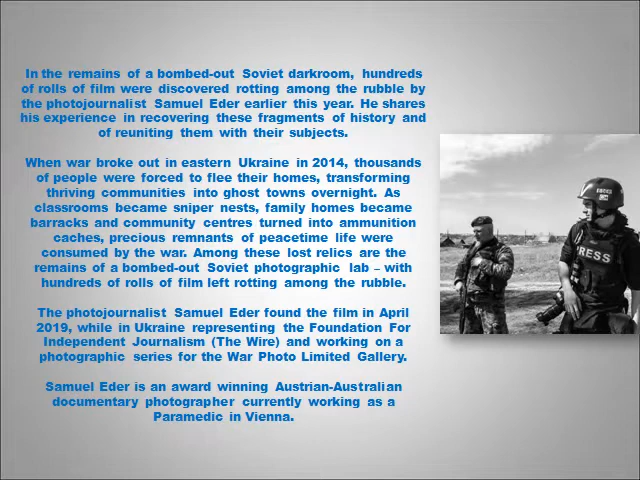 In the remains of a bombed-out Soviet darkroom, hundreds
of rolls of film were discovered rotting among the rubble by
the photojournalist Samuel Eder earlier this year. He shares
his experience in recovering these fragments of history and
of reuniting them with their subjects.
When war broke out in eastern Ukraine in 2014, thousands
of people were forced to flee their homes, transforming
thriving communities into ghost towns overnight. As
classrooms became sniper nests, family homes became
barracks and community centres turned into ammunition
caches, precious remnants of peacetime life were
consumed by the war. Among these lost relics are the
remains of a bombed-out Soviet photographic lab – with
hundreds of rolls of film left rotting among the rubble.
The photojournalist Samuel Eder found the film in April
2019, while in Ukraine representing the Foundation For
Independent Journalism (The Wire) and working on a
photographic series for the War Photo Limited Gallery.
Samuel Eder is an award winning Austrian-Australian
documentary photographer currently working as a
Paramedic in Vienna.
PRESS